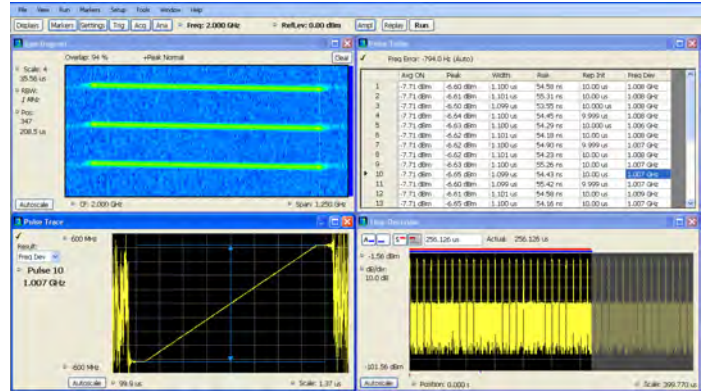 File View Run Markers Setup Tools Window Help
Displays Markers Settings Trig Acq Ana Freq: 2.000 GHz RefLev: 0.00 dBm Ampl Replay Run
Overlap: 94 % +Peak Normal Clear
Scale: 4
35.56 us
RBW:
1 MHz
Pos:
347
208.5 us
Autoscale CF: 2.000 GHz Span: 1.250 GHz
Pulse Table
Freq Error: -794.0 Hz (Auto)
Avg ON Peak Width Rise Rep Int Freq Dev
1 -7.71 dBm -6.60 dBm 1.100 us 54.58 ns 10.00 us 1.008 GHz
2 -7.71 dBm -6.61 dBm 1.101 us 55.31 ns 10.00 us 1.008 GHz
3 -7.71 dBm -6.60 dBm 1.099 us 53.55 ns 10.000 us 1.008 GHz
4 -7.71 dBm -6.64 dBm 1.100 us 54.45 ns 9.999 us 1.008 GHz
5 -7.71 dBm -6.63 dBm 1.100 us 54.29 ns 10.000 us 1.006 GHz
6 -7.71 dBm -6.62 dBm 1.101 us 54.18 ns 10.00 us 1.008 GHz
7 -7.71 dBm -6.62 dBm 1.100 us 54.90 ns 9.999 us 1.007 GHz
8 -7.71 dBm -6.62 dBm 1.101 us 54.23 ns 10.00 us 1.008 GHz
9 -7.71 dBm -6.63 dBm 1.100 us 55.26 ns 10.00 us 1.007 GHz
10 -7.71 dBm -6.65 dBm 1.099 us 54.43 ns 10.00 us 1.007 GHz
11 -7.71 dBm -6.60 dBm 1.099 us 55.42 ns 9.999 us 1.007 GHz
12 -7.71 dBm -6.61 dBm 1.100 us 54.58 ns 10.00 us 1.009 GHz
13 -7.71 dBm -6.65 dBm 1.101 us 54.16 ns 10.00 us 1.007 GHz
Pulse Trace
Result:
Freq Dev
Pulse 10
1.007 GHz
600 MHz
-600 MHz
Autoscale 99.9 us Scale: 1.37 us
Time Overview
256.126 us Actual: 256.126 us
-1.56 dBm
dB/div:
10.0 dB
-101.56 dBm
Autoscale Position: 0.000 s Scale: 399.770 us